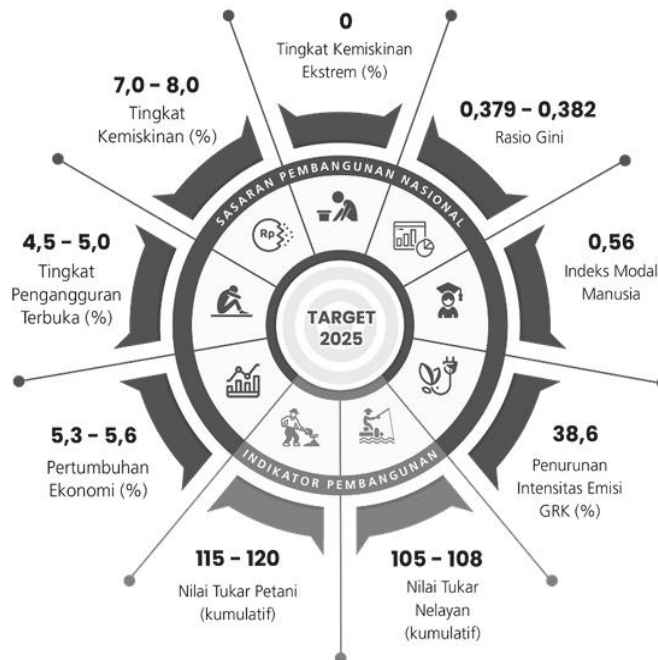 0
Tingkat Kemiskinan
Ekstrem (%)
7,0 – 8,0
Tingkat
Kemiskinan (%)
0,379 – 0,382
Rasio Gini
SASARAN PEMBANGUNAN NASIONAL
Rp
4,5 – 5,0
Tingkat
Pengangguran
Terbuka (%)
TARGET
2025
0,56
Indeks Modal
Manusia
5,3 – 5,6
Pertumbuhan
Ekonomi (%)
38,6
Penurunan
Intensitas Emisi
GRK (%)
INDIKATOR PEMBANGUNAN
115 – 120
Nilai Tukar Petani
(kumulatif)
105 – 108
Nilai Tukar
Nelayan
(kumulatif)